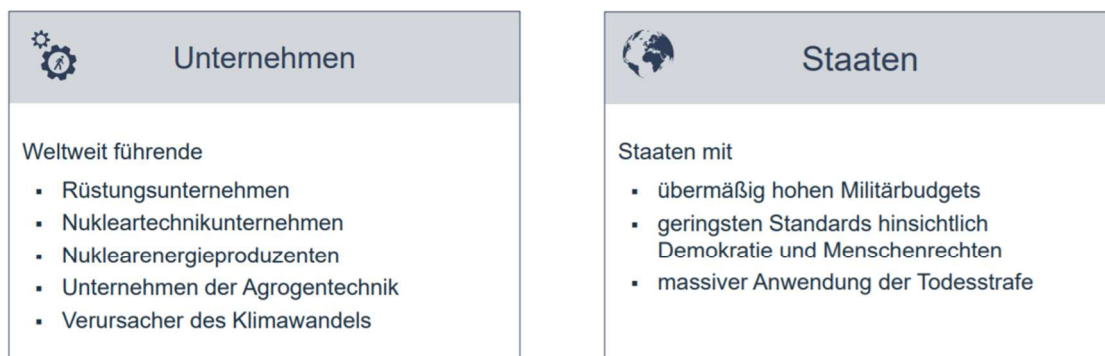 Unternehmen
Weltweit führende
▪ Rüstungsunternehmen
▪ Nukleartechnikunternehmen
▪ Nuklearenergieproduzenten
▪ Unternehmen der Agrogentechnik
▪ Verursacher des Klimawandels
Staaten
Staaten mit
▪ übermäßig hohen Militärbudgets
▪ geringsten Standards hinsichtlich
Demokratie und Menschenrechten
▪ massiver Anwendung der Todesstrafe